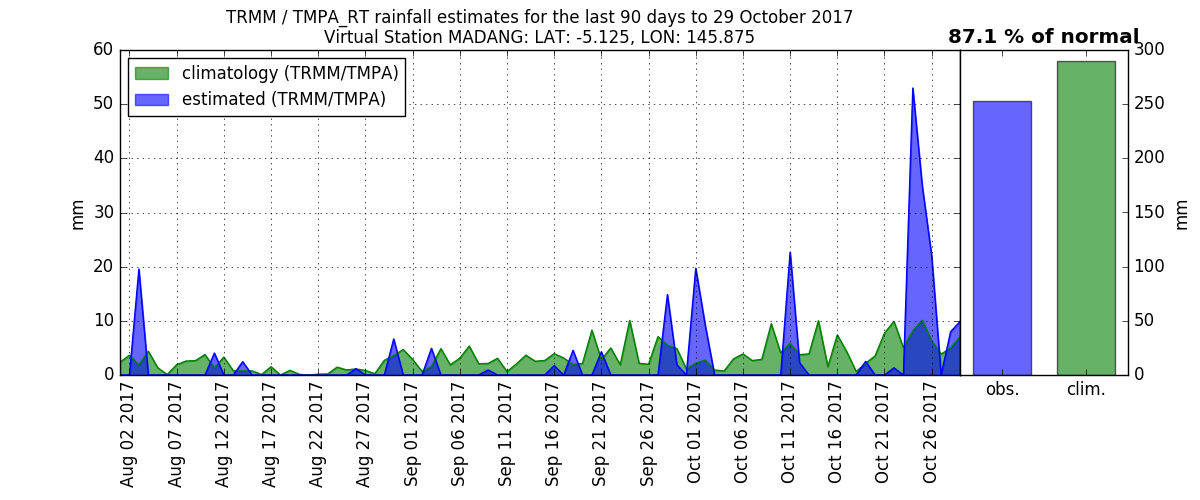 TRMM / TMPA_RT rainfall estimates for the last 90 days to 29 October 2017
Virtual Station MADANG: LAT: -5.125, LON: 145.875
87.1 % of normal
climatology (TRMM/TMPA)
estimated (TRMM/TMPA)
60
50
40
30
20
10
0
mm
Aug 02 2017
Aug 07 2017
Aug 12 2017
Aug 17 2017
Aug 22 2017
Aug 27 2017
Sep 01 2017
Sep 06 2017
Sep 11 2017
Sep 16 2017
Sep 21 2017
Sep 26 2017
Oct 01 2017
Oct 06 2017
Oct 11 2017
Oct 16 2017
Oct 21 2017
Oct 26 2017
obs.
clim.
300
250
200
150
100
50
0
mm